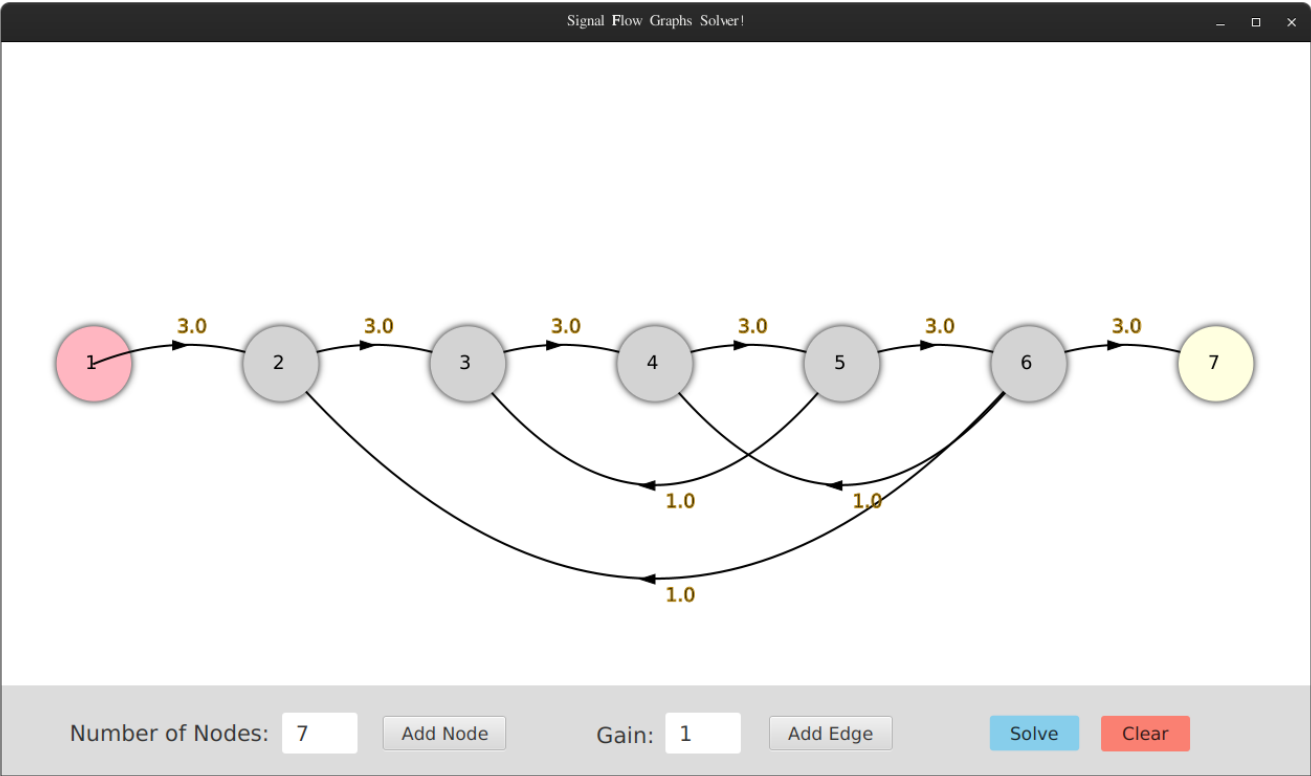 Signal Flow Graphs Solver!
3.0 3.0 3.0 3.0 3.0 3.0
1 2 3 4 5 6 7
1.0 1.0
1.0
Number of Nodes: 7 Add Node Gain: 1 Add Edge Solve Clear